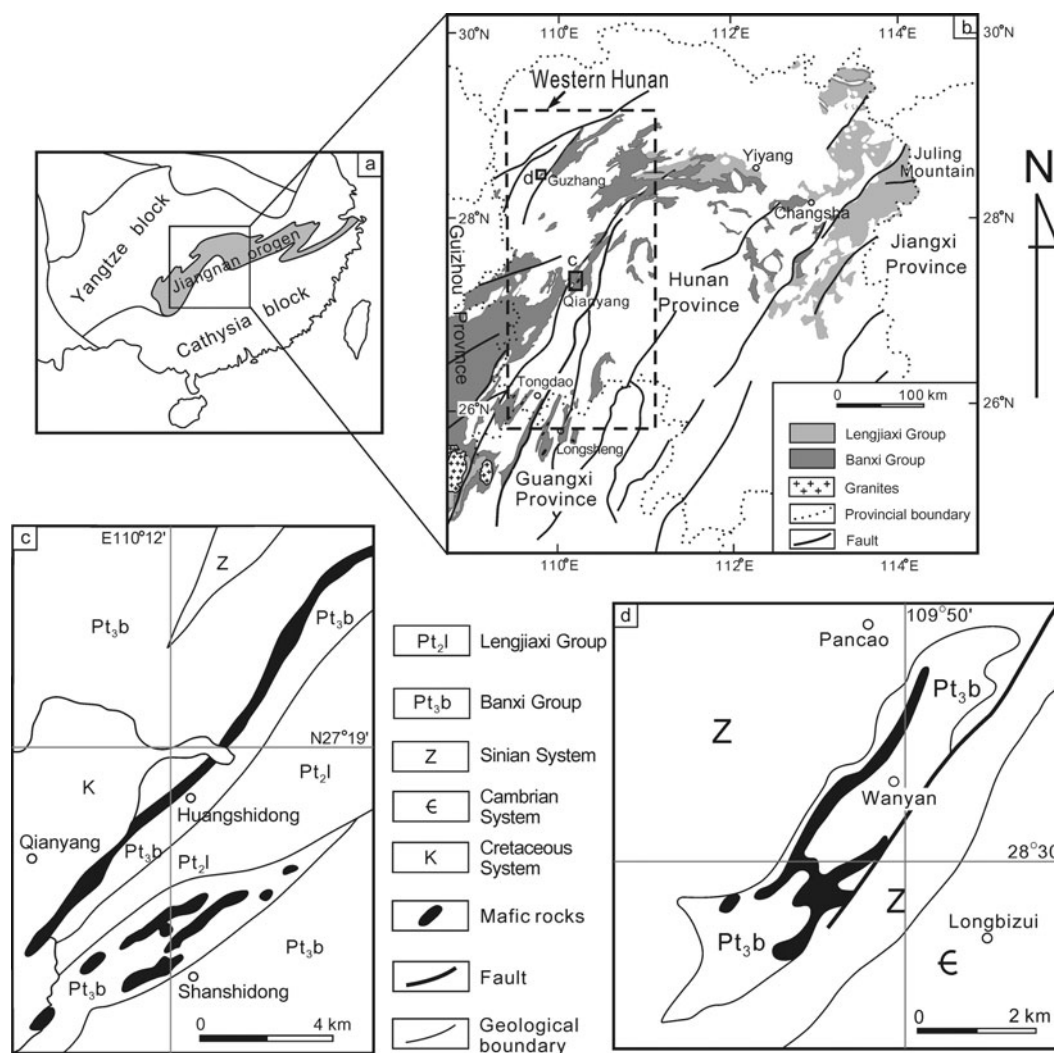 a
Yangtze block
Jiangnan orogen
Cathysia block
110°N
112°E
114°E
30°N
30°N
b
Western Hunan
Yiyang
Juling
Mountain
d
Guzhang
28°N
28°N
Changsha
Jiangxi
Province
Guizhou Province
c
Qianyang
Hunan
Province
Tongdao
26°N
26°N
Longsheng
Guangxi
Province
0 100 km
Lengjiaxi Group
Banxi Group
Granites
Provincial boundary
Fault
110°E
112°E
114°E
N
c
E110°12'
Z
Pt₃b
Pt₃b
N27°19'
K
Pt₂l
Huangshidong
Qianyang
Pt₃b
Pt₂l
Pt₃b
Pt₃b
Shanshidong
0 4 km
Pt₂l Lengjiaxi Group
Pt₃b Banxi Group
Z Sinian System
Є Cambrian
System
K Cretaceous
System
Mafic rocks
Fault
Geological
boundary
d
109°50'
Pancao
Pt₃b
Z
Wanyan
28°30
Z
Longbizui
Pt₃b
Є
0 2 km